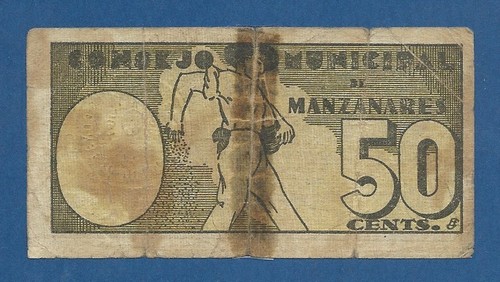 CONSEJO MUNICIPAL
DE
MANZANARES
50
CENTS.